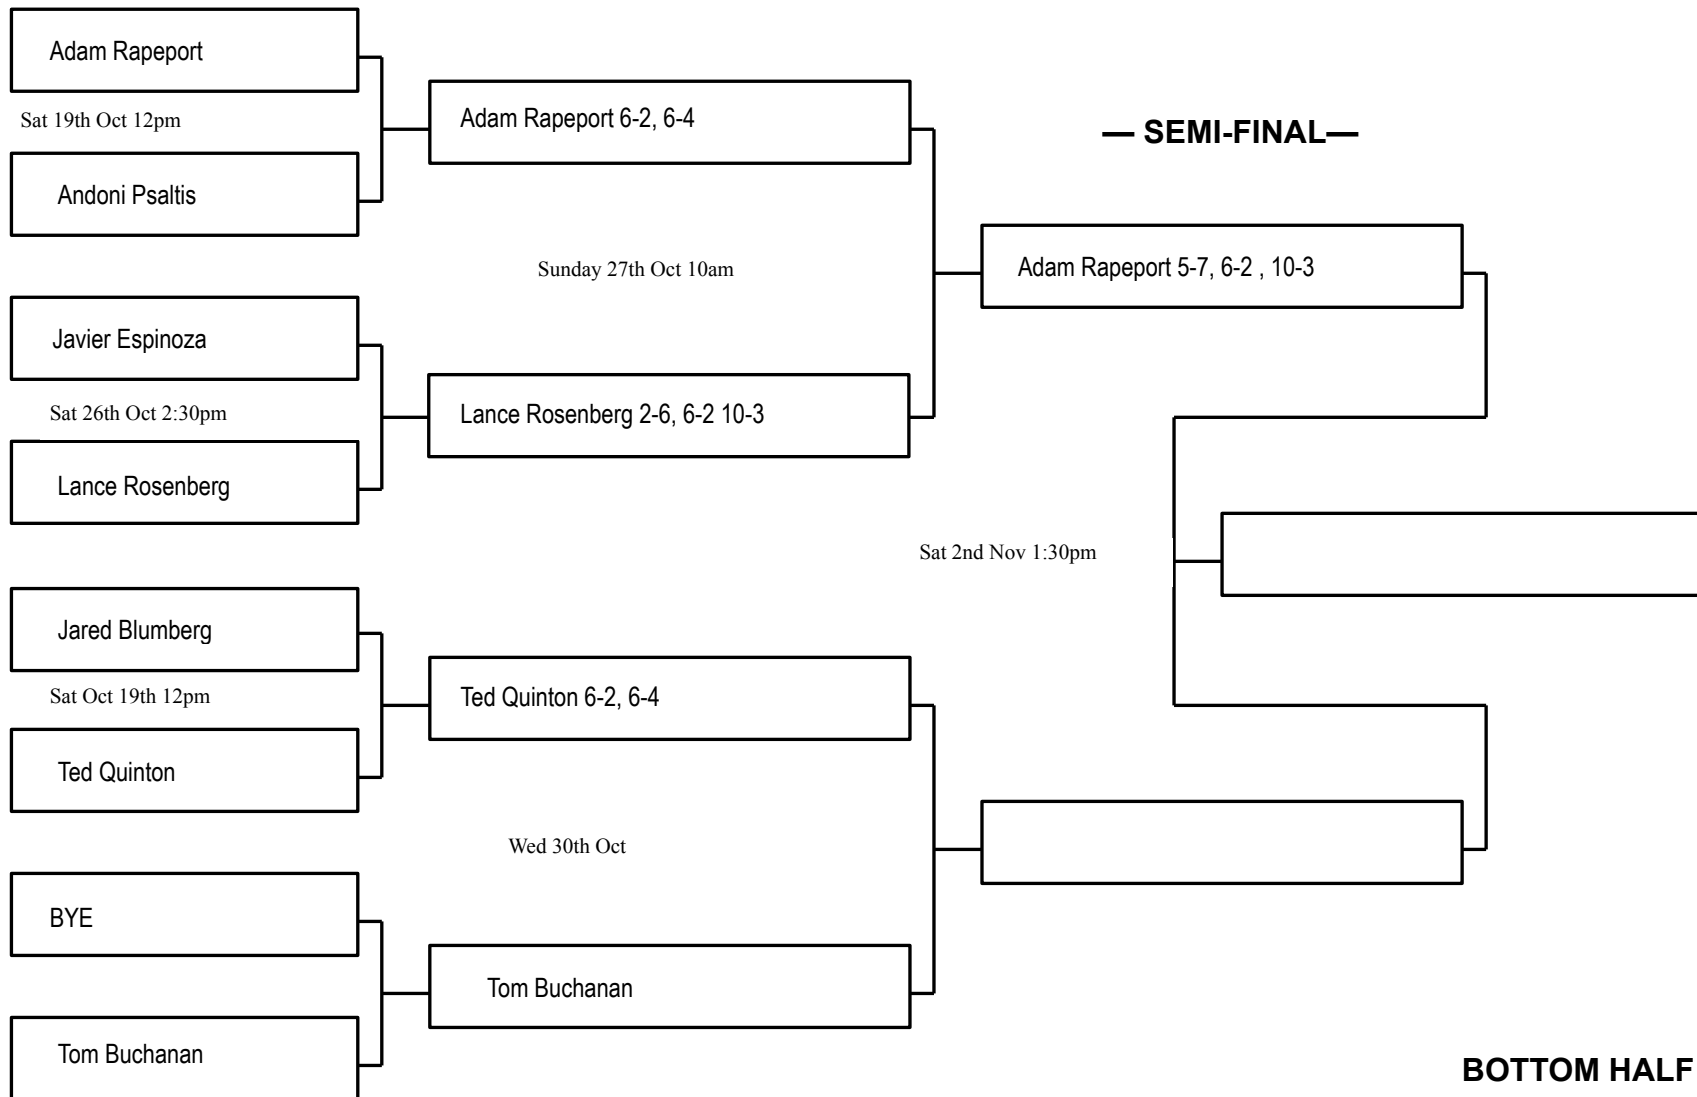 Adam Rapeport
Sat 19th Oct 12pm
Andoni Psaltis
Adam Rapeport 6-2, 6-4
— SEMI-FINAL—
Sunday 27th Oct 10am
Adam Rapeport 5-7, 6-2 , 10-3
Javier Espinoza
Sat 26th Oct 2:30pm
Lance Rosenberg
Lance Rosenberg 2-6, 6-2 10-3
Sat 2nd Nov 1:30pm
Jared Blumberg
Sat Oct 19th 12pm
Ted Quinton
Ted Quinton 6-2, 6-4
Wed 30th Oct
BYE
Tom Buchanan
Tom Buchanan
BOTTOM HALF